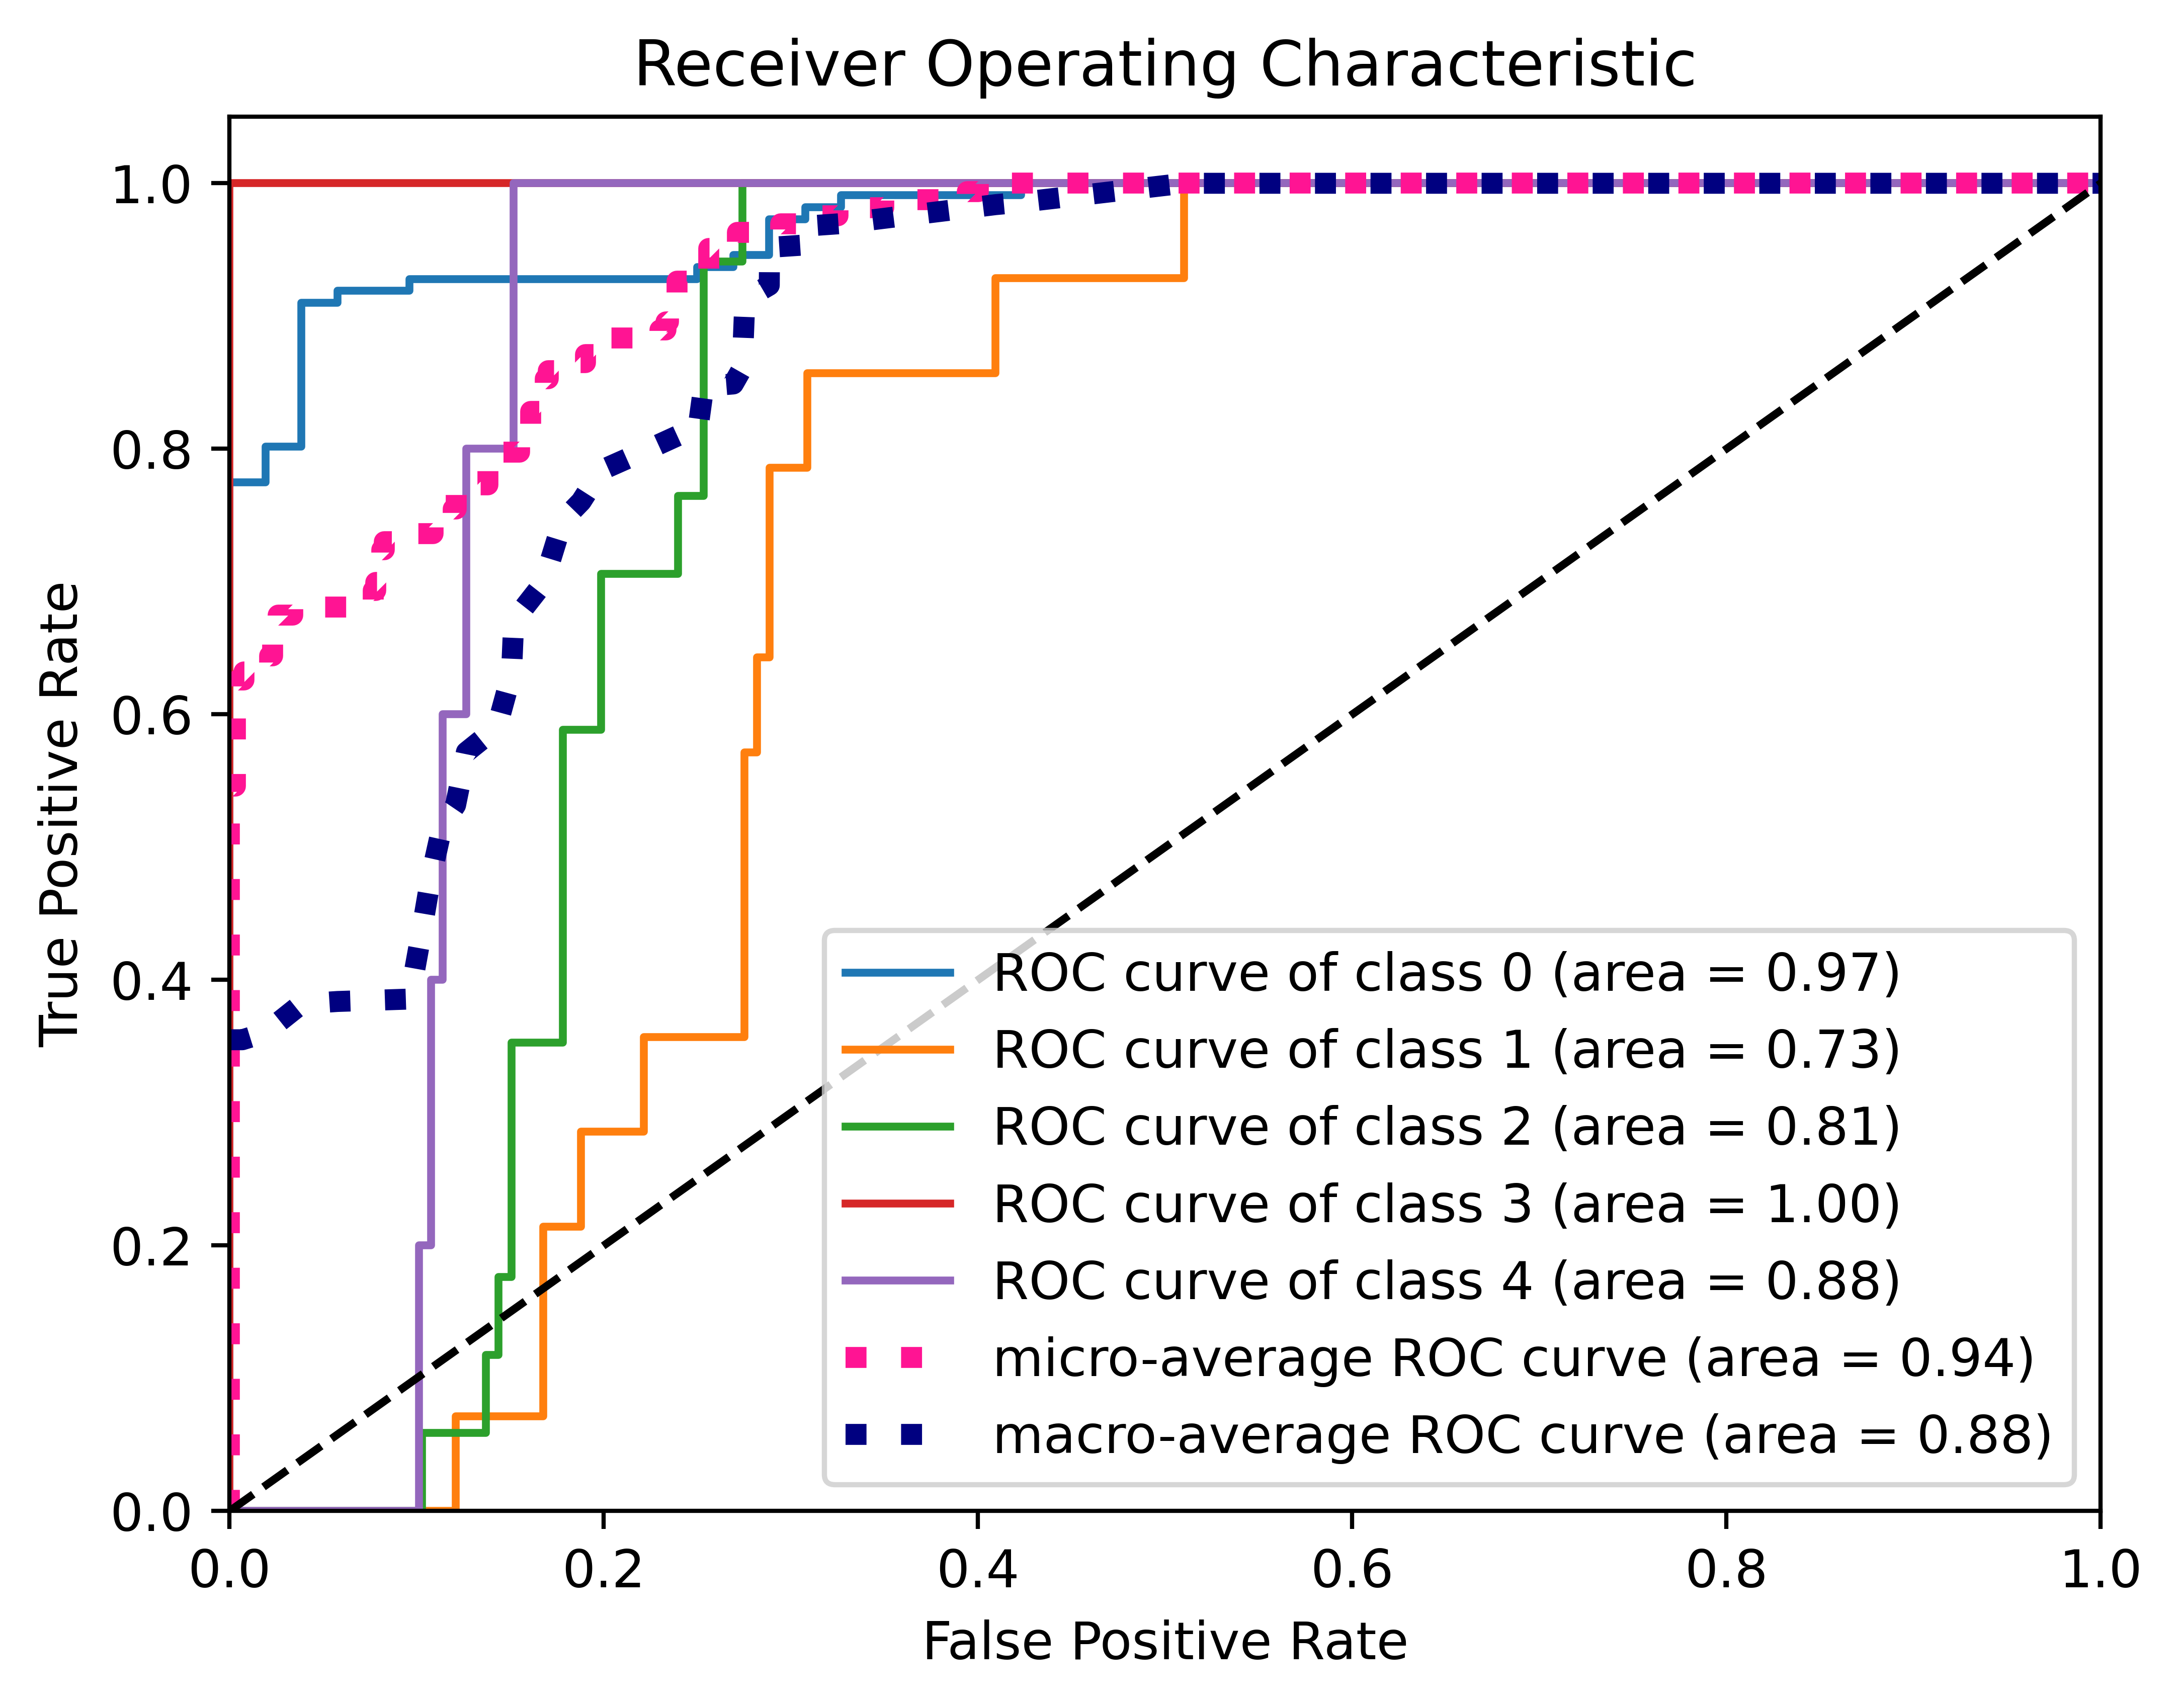 Receiver Operating Characteristic
1.0
0.8
0.6
0.4
0.2
0.0
True Positive Rate
ROC curve of class 0 (area = 0.97)
ROC curve of class 1 (area = 0.73)
ROC curve of class 2 (area = 0.81)
ROC curve of class 3 (area = 1.00)
ROC curve of class 4 (area = 0.88)
micro-average ROC curve (area = 0.94)
macro-average ROC curve (area = 0.88)
0.0 0.2 0.4 0.6 0.8 1.0
False Positive Rate